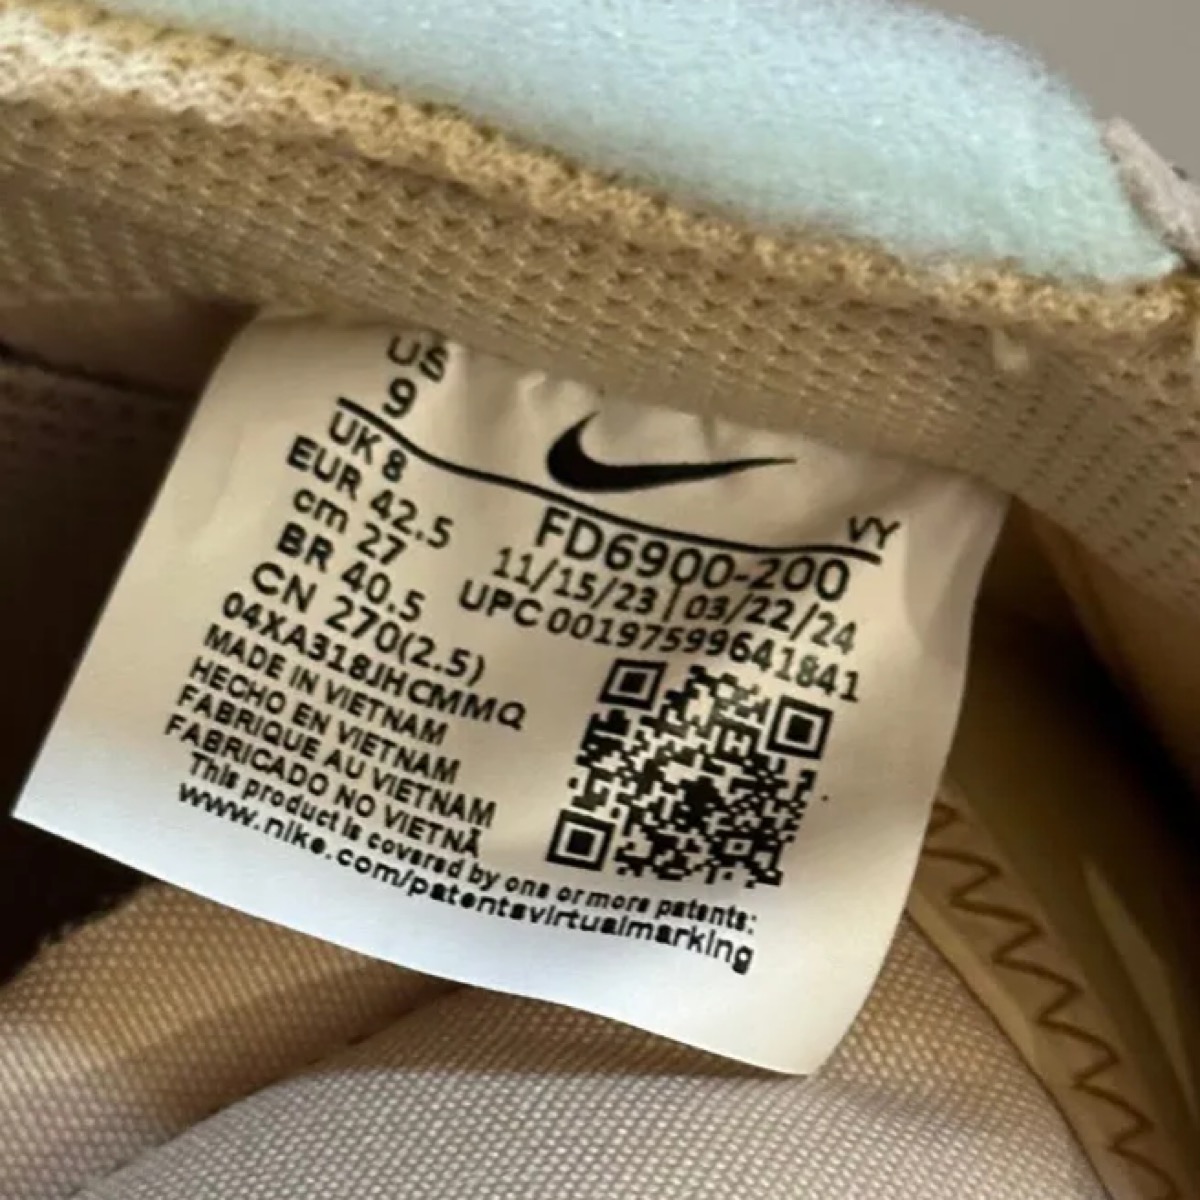 US
9
UK 8
EUR 42.5
cm 27
BR 40.5
CN 270(2.5)
VY
FD6900-200
11/15/23 | 03/22/24
UPC 00197599641841
04XA318JHCMMQ
MADE IN VIETNAM
HECHO EN VIETNAM
FABRIQUE AU VIETNAM
FABRICADO NO VIETNÃ
This product is covered by one or more patents:
www.nike.com/patentsvirtualmarking